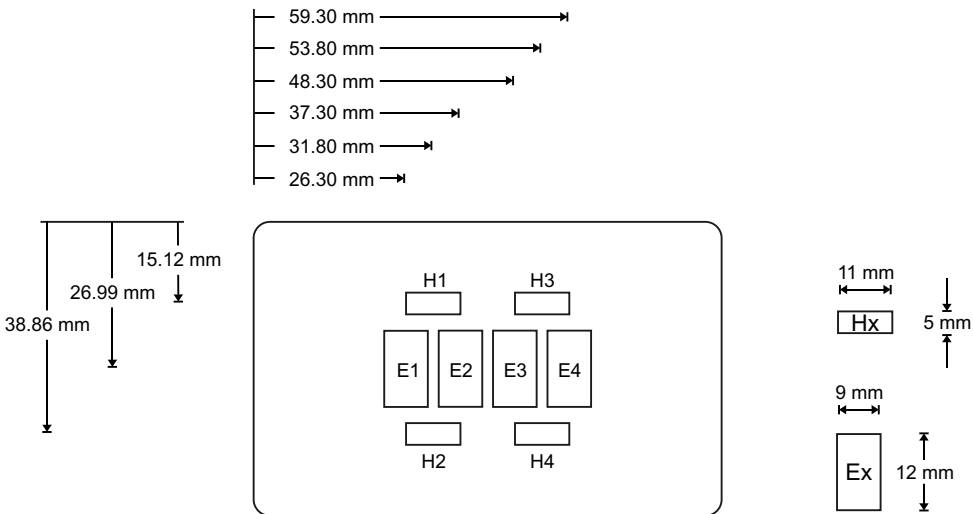 59.30 mm
53.80 mm
48.30 mm
37.30 mm
31.80 mm
26.30 mm
15.12 mm
26.99 mm
38.86 mm
H1 H3
E1 E2 E3 E4
H2 H4
11 mm
Hx 5 mm
9 mm
Ex 12 mm